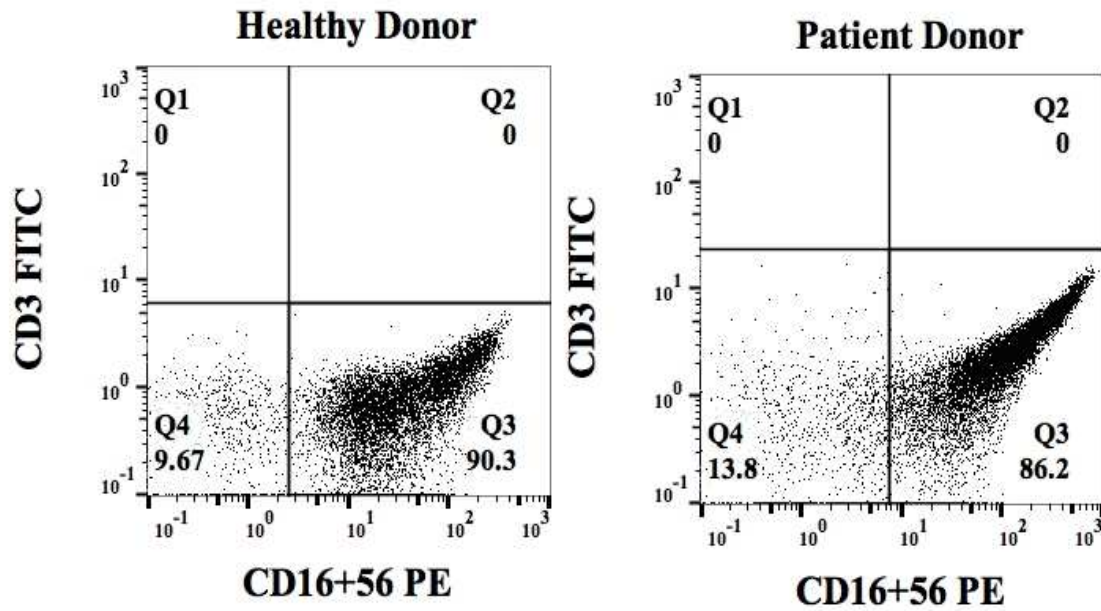 Healthy Donor
CD3 FITC
10^3
10^2
10^1
10^0
10^-1
Q1
0
Q2
0
Q4
9.67
Q3
90.3
10^-1
10^0
10^1
10^2
10^3
CD16+56 PE
Patient Donor
CD3 FITC
10^3
10^2
10^1
10^0
10^-1
Q1
0
Q2
0
Q4
13.8
Q3
86.2
10^-1
10^0
10^1
10^2
10^3
CD16+56 PE